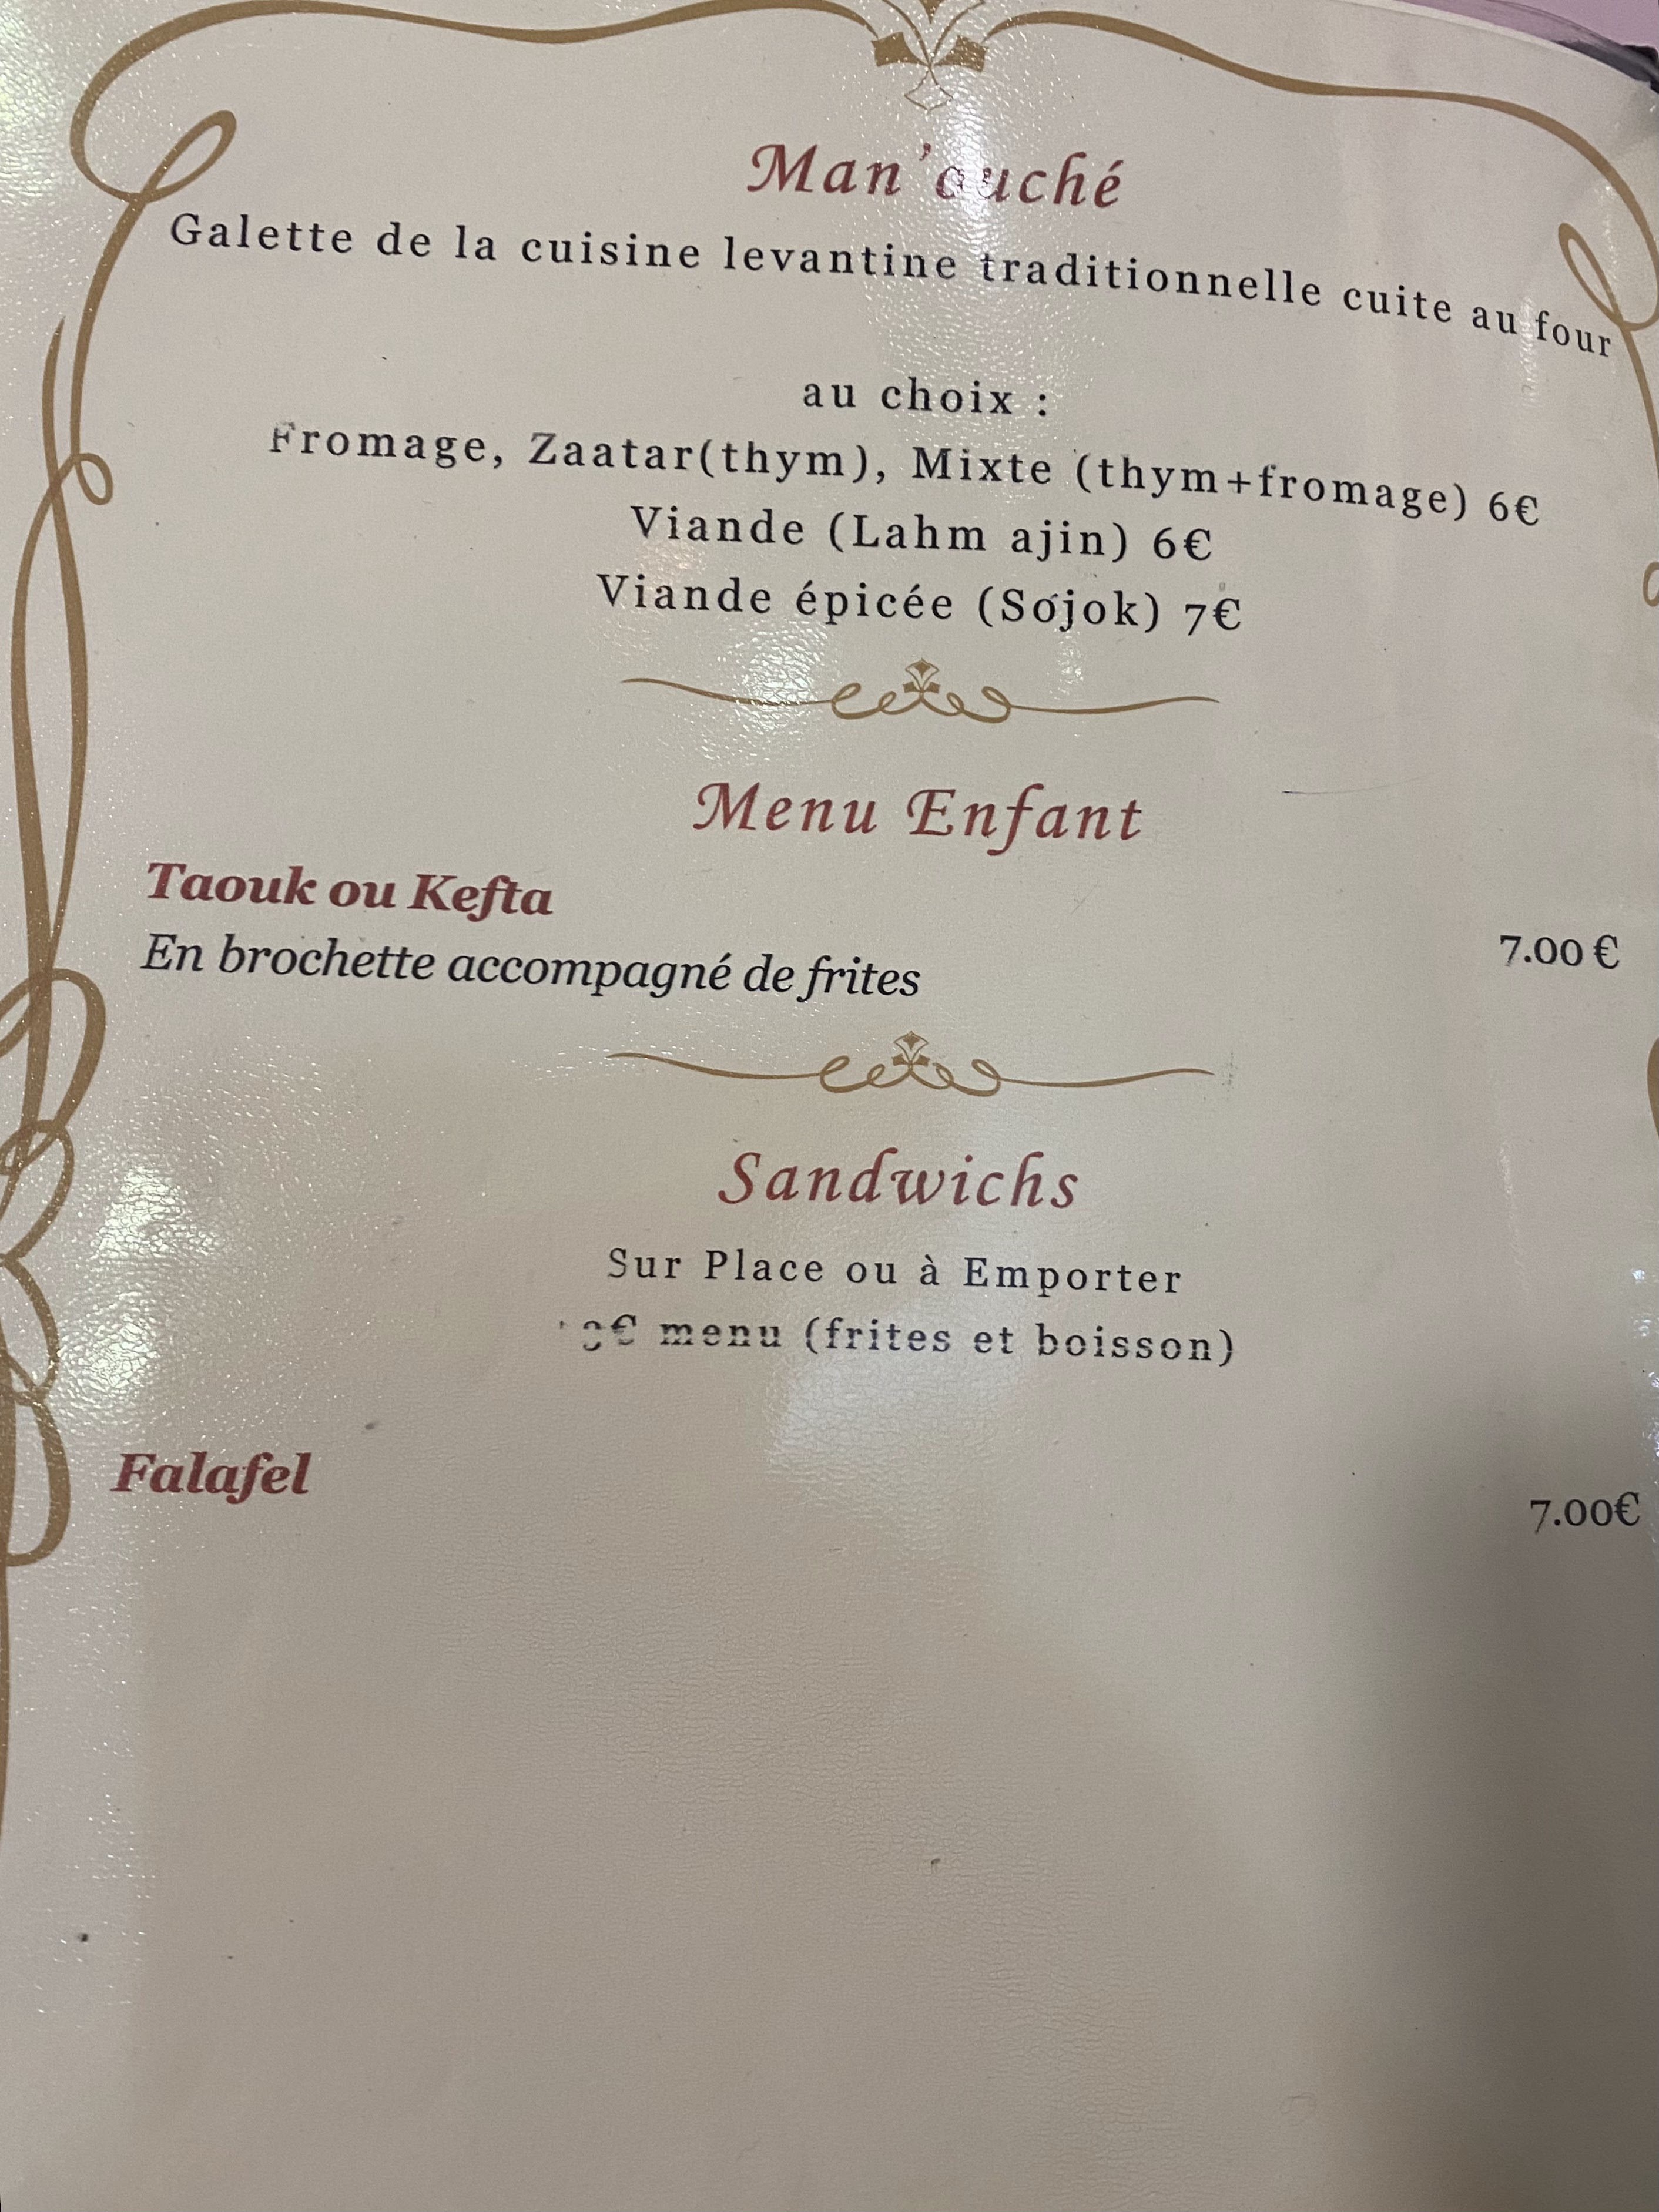 Man'ouché
Galette de la cuisine levantine traditionnelle cuite au four
au choix :
Fromage, Zaatar(thym), Mixte (thym+fromage) 6€
Viande (Lahm ajin) 6€
Viande épicée (Sojok) 7€
Menu Enfant
Taouk ou Kefta
En brochette accompagné de frites 7.00 €
Sandwichs
Sur Place ou à Emporter
menu (frites et boisson)
Falafel 7.00€